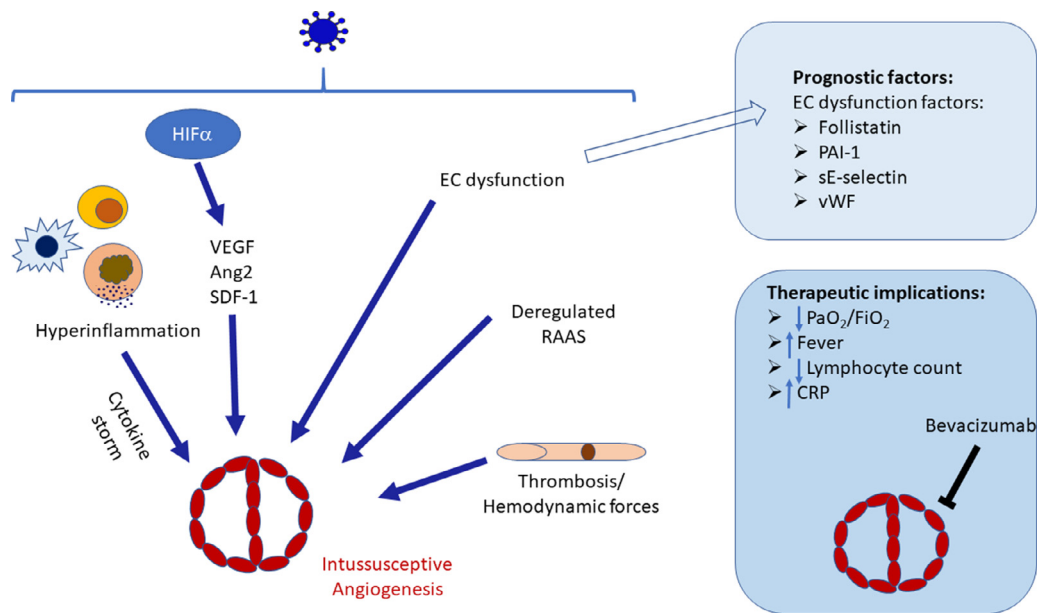 HIFα
VEGF
Ang2
SDF-1
Hyperinflammation
Cytokine
storm
EC dysfunction
Deregulated
RAAS
Thrombosis/
Hemodynamic forces
Intussusceptive
Angiogenesis
Prognostic factors:
EC dysfunction factors:
➢ Follistatin
➢ PAI-1
➢ sE-selectin
➢ vWF
Therapeutic implications:
➢ ↓ PaO₂/FiO₂
➢ ↑ Fever
➢ ↓ Lymphocyte count
➢ ↑ CRP
Bevacizumab